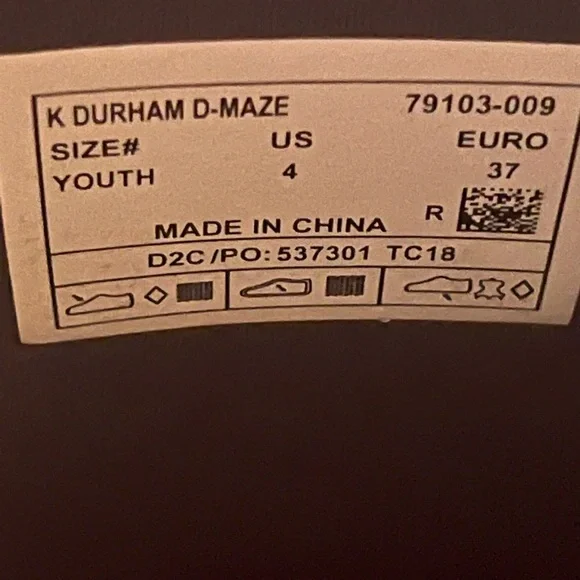 K DURHAM D-MAZE 79103-009
SIZE# US EURO
YOUTH 4 37
MADE IN CHINA R
D2C/PO: 537301 TC18